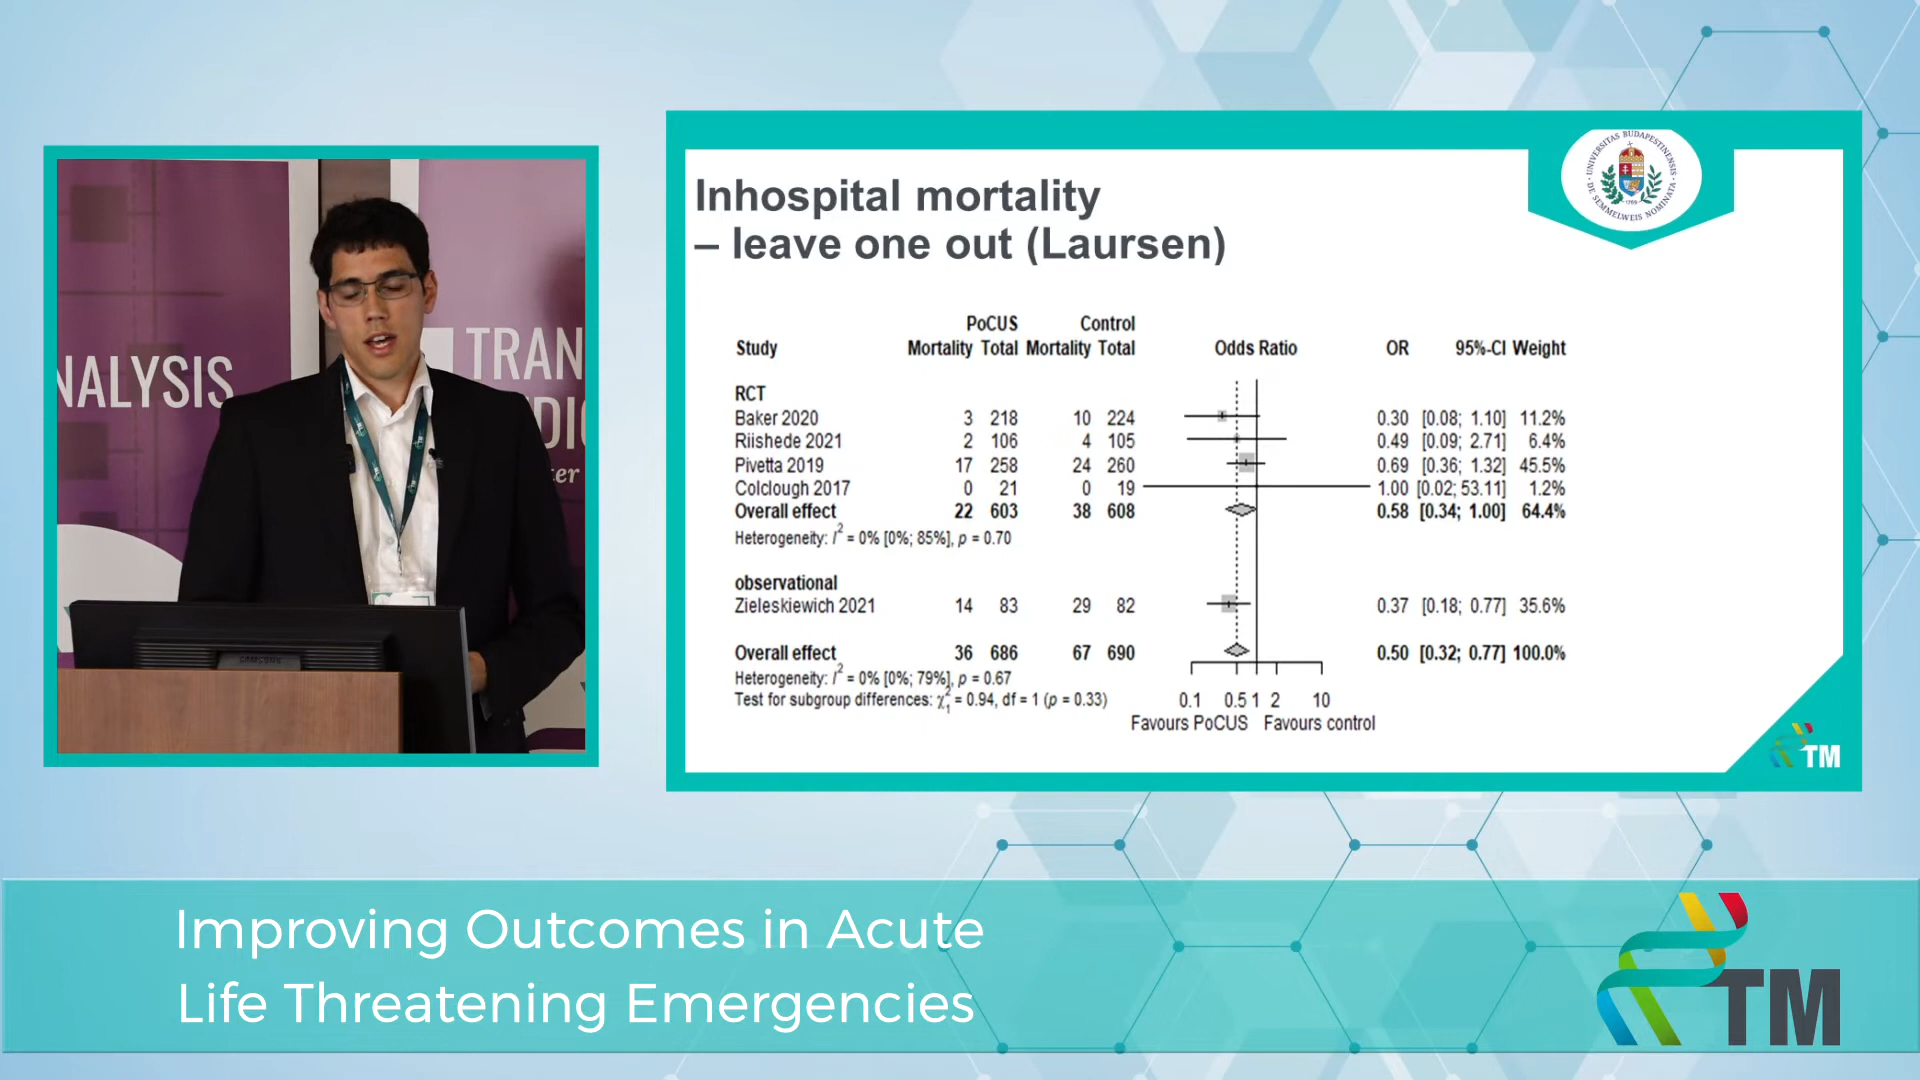 NALYSIS
TRAN
DIC
ter
SAMSUNG
UNIVERSITAS BUDAPESTINENSIS
DE SEMMELWEIS NOMINATA
1769
Inhospital mortality
– leave one out (Laursen)
PoCUS Control
Study Mortality Total Mortality Total Odds Ratio OR 95%-CI Weight
RCT
Baker 2020 3 218 10 224 0.30 [0.08; 1.10] 11.2%
Riishede 2021 2 106 4 105 0.49 [0.09; 2.71] 6.4%
Pivetta 2019 17 258 24 260 0.69 [0.36; 1.32] 45.5%
Colclough 2017 0 21 0 19 1.00 [0.02; 53.11] 1.2%
Overall effect 22 603 38 608 0.58 [0.34; 1.00] 64.4%
Heterogeneity: I² = 0% [0%; 85%], p = 0.70
observational
Zieleskiewich 2021 14 83 29 82 0.37 [0.18; 0.77] 35.6%
Overall effect 36 686 67 690 0.50 [0.32; 0.77] 100.0%
Heterogeneity: I² = 0% [0%; 79%], p = 0.67
Test for subgroup differences: χ²₁ = 0.94, df = 1 (p = 0.33)
0.1 0.5 1 2 10
Favours PoCUS Favours control
TM
Improving Outcomes in Acute
Life Threatening Emergencies
TM